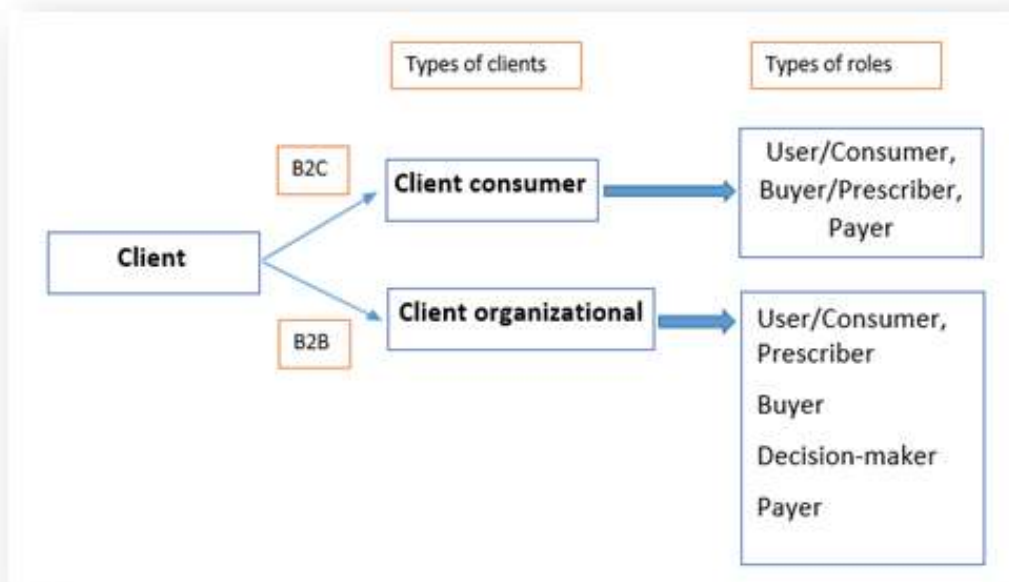 Types of clients
Types of roles
B2C
Client consumer
User/Consumer,
Buyer/Prescriber,
Payer
Client
Client organizational
B2B
User/Consumer,
Prescriber
Buyer
Decision-maker
Payer